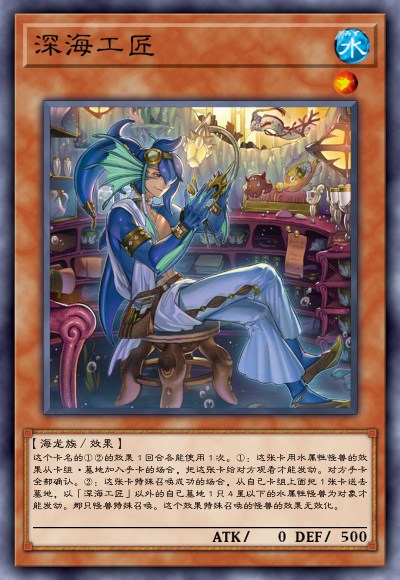 深海工匠
みず
水
【海龙族/效果】
这个卡名的①②的效果1回合各能使用1次。①：这张卡用水属性怪兽的效
果从卡组·墓地加入手卡的场合，把这张卡给对方观看才能发动。对方手卡
全部确认。②：这张卡特殊召唤成功的场合，从自己卡组上面把1张卡送去
墓地，以「深海工匠」以外的自己墓地1只4星以下的水属性怪兽为对象才
能发动。那只怪兽特殊召唤。这个效果特殊召唤的怪兽的效果无效化。
ATK/ 0 DEF/ 500